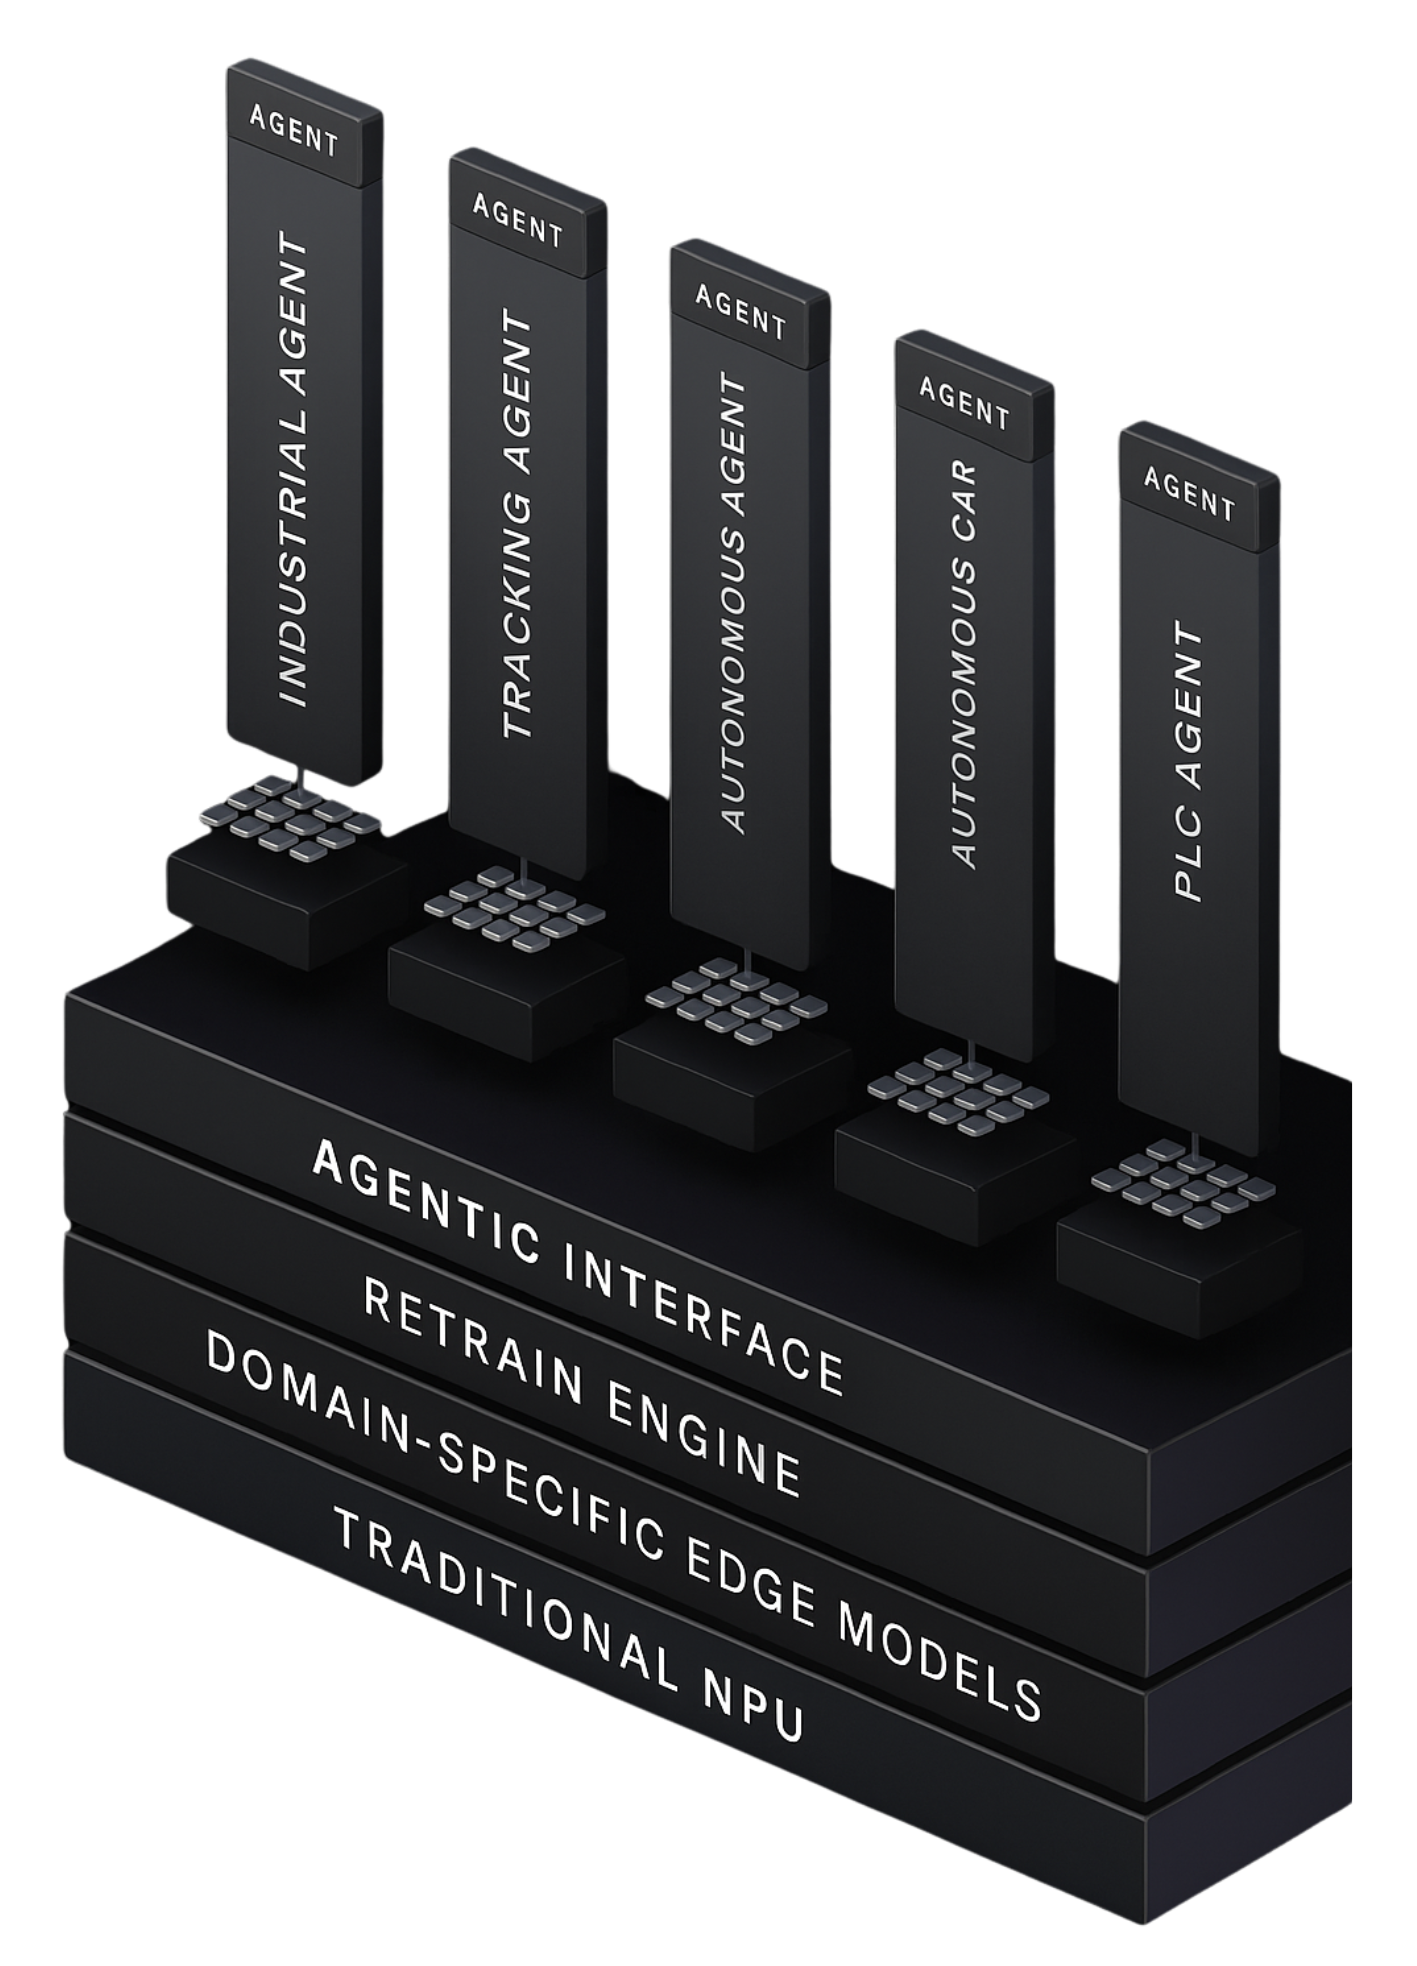 AGENT
INDUSTRIAL AGENT
AGENT
TRACKING AGENT
AGENT
AUTONOMOUS AGENT
AGENT
AUTONOMOUS CAR
AGENT
PLC AGENT
AGENTIC INTERFACE
RETRAIN ENGINE
DOMAIN-SPECIFIC EDGE MODELS
TRADITIONAL NPU